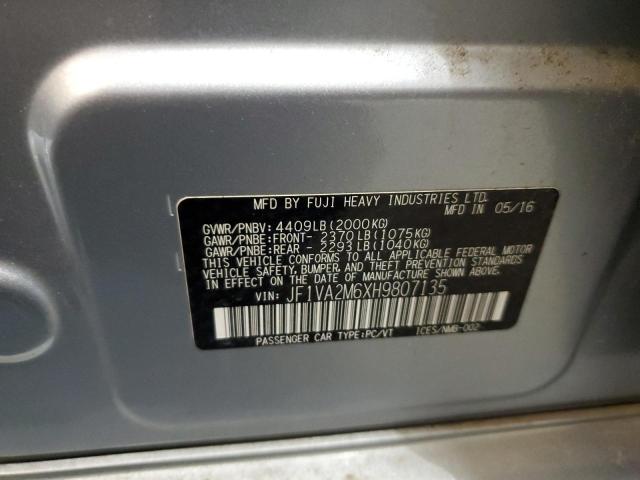 MFD BY FUJI HEAVY INDUSTRIES LTD.
MFD IN 05/16
GVWR/PNBV: 4409LB (2000KG)
GAWR/PNBE:FRONT- 2370LB (1075KG)
GAWR/PNBE:REAR - 2293LB (1040KG)
THIS VEHICLE CONFORMS TO ALL APPLICABLE FEDERAL MOTOR
VEHICLE SAFETY, BUMPER AND THEFT PREVENTION STANDARDS
IN EFFECT ON THE DATE OF MANUFACTURE SHOWN ABOVE.
VIN: JF1VA2M6XH9807135
PASSENGER CAR TYPE:PC/VT ICES/NMB-002